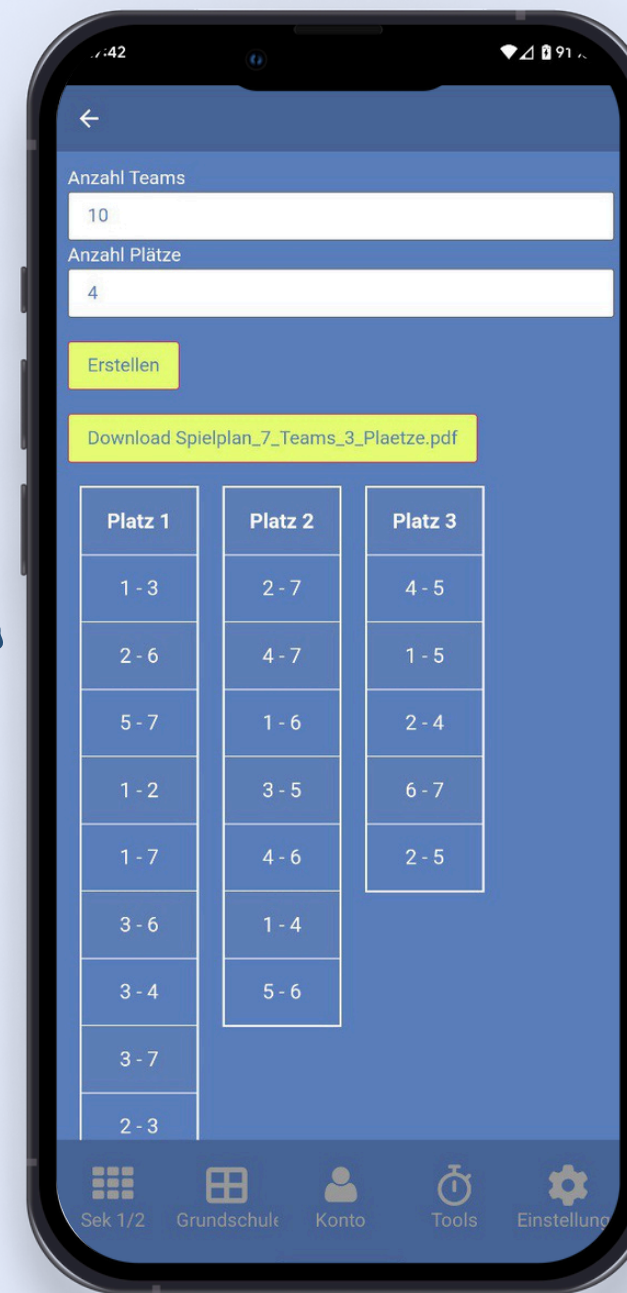 :42
91
Anzahl Teams
10
Anzahl Plätze
4
Erstellen
Download Spielplan_7_Teams_3_Plaetze.pdf
Platz 1 Platz 2 Platz 3
1 - 3 2 - 7 4 - 5
2 - 6 4 - 7 1 - 5
5 - 7 1 - 6 2 - 4
1 - 2 3 - 5 6 - 7
1 - 7 4 - 6 2 - 5
3 - 6 1 - 4
3 - 4 5 - 6
3 - 7
2 - 3
Sek 1/2 Grundschule Konto Tools Einstellung